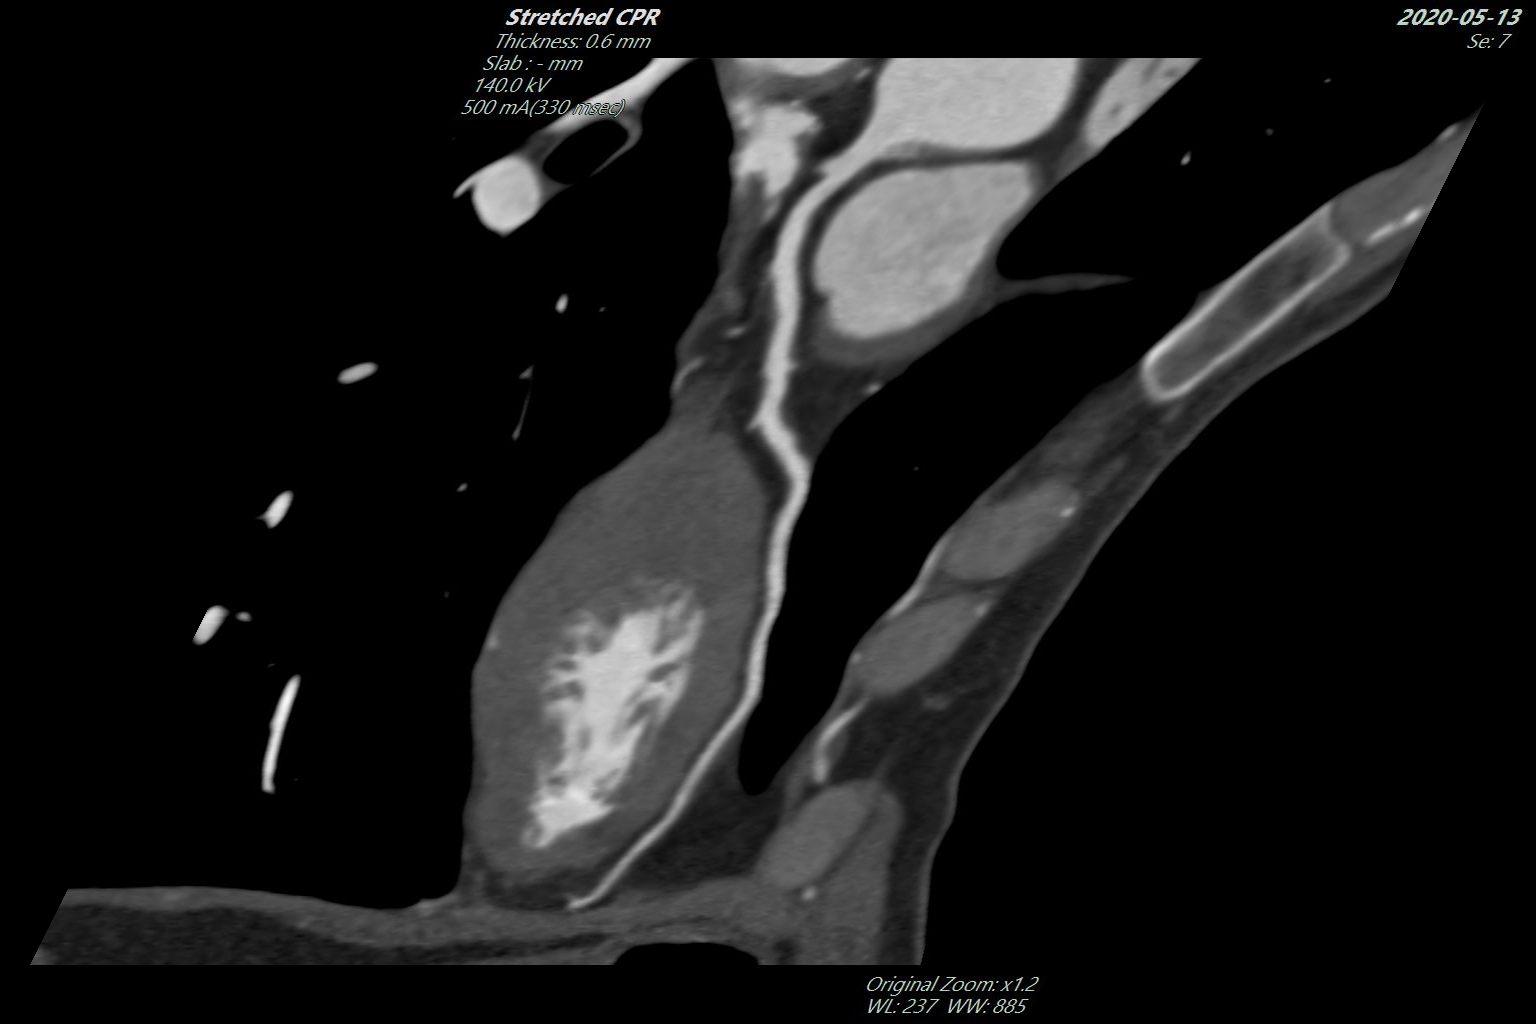 Stretched CPR
Thickness: 0.6 mm
Slab : - mm
140.0 kV
500 mA(330 msec)
2020-05-13
Se: 7
Original Zoom: x1.2
WL: 237 WW: 885